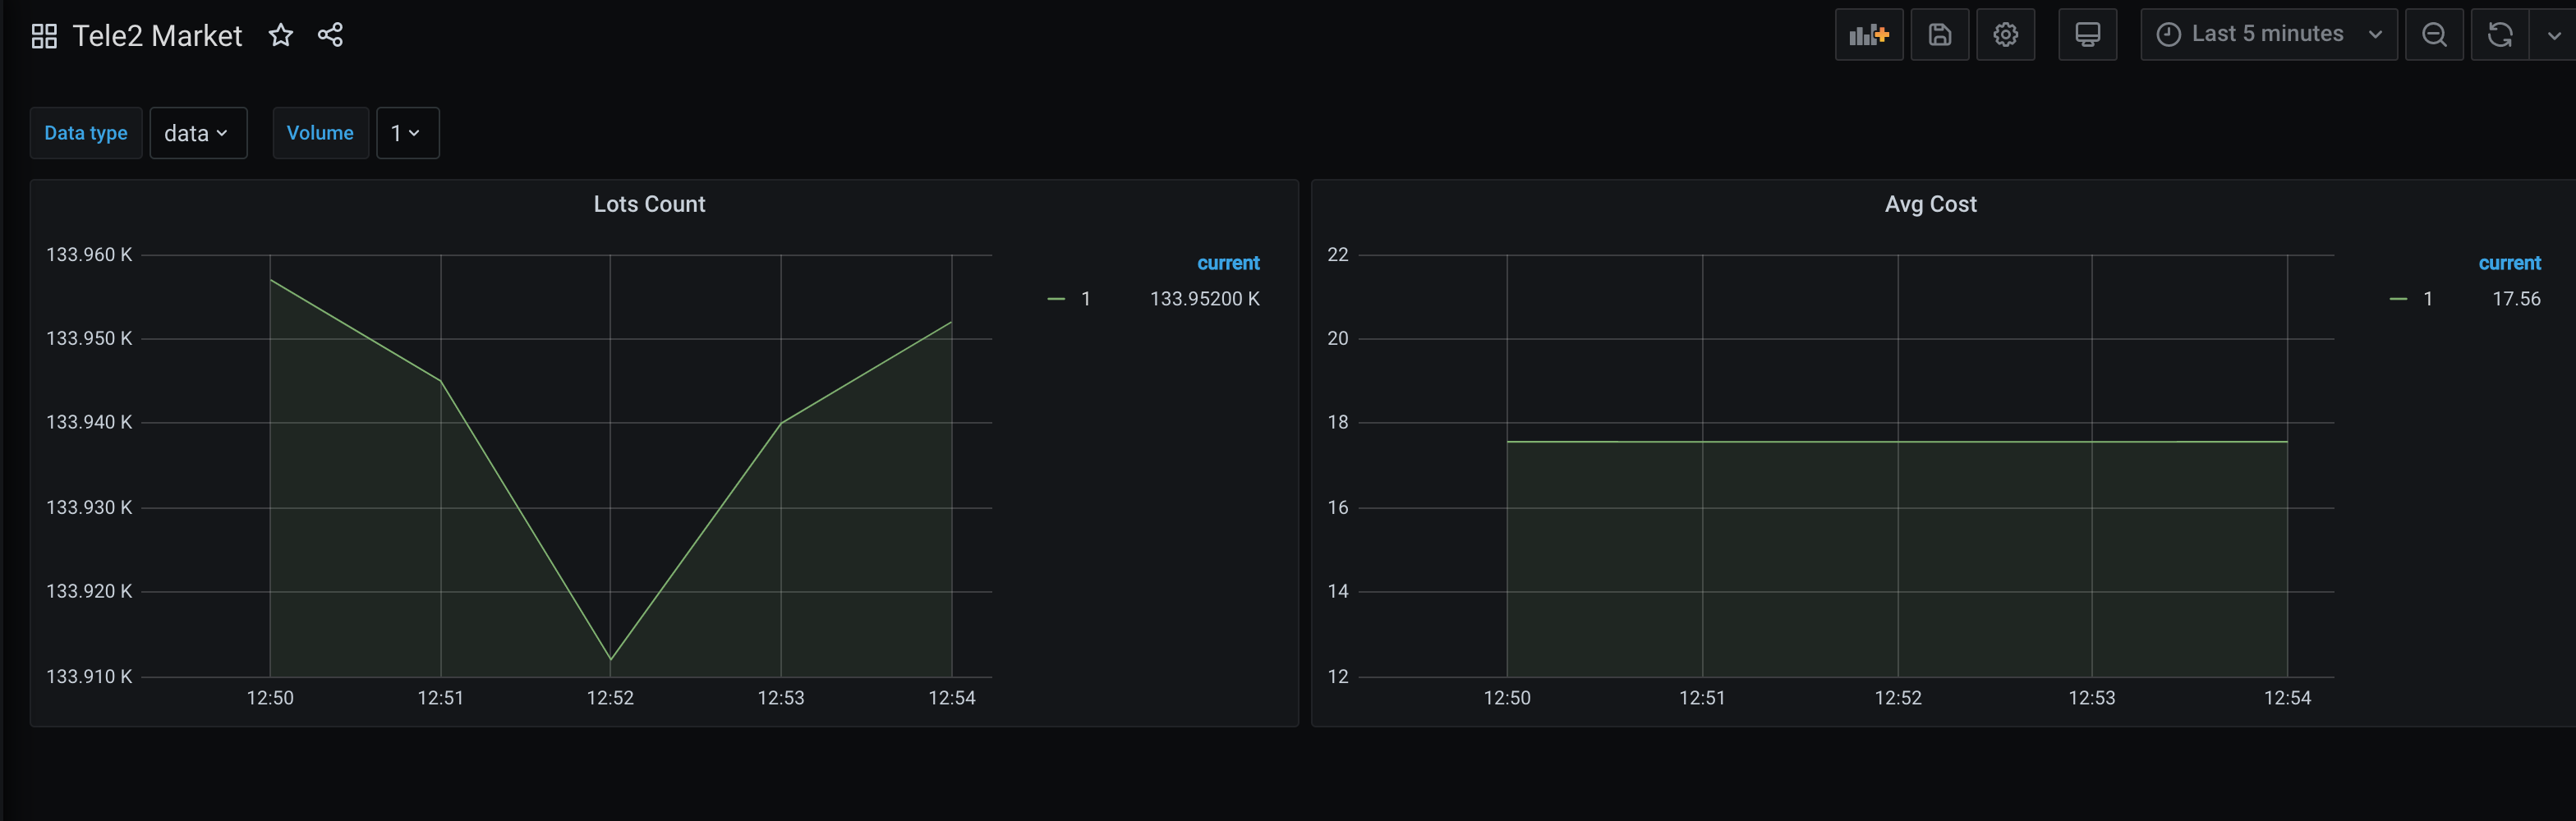 Tele2 Market
Last 5 minutes
Data type data Volume 1
Lots Count
133.960 K
133.950 K
133.940 K
133.930 K
133.920 K
133.910 K
12:50 12:51 12:52 12:53 12:54
current
1 133.95200 K
Avg Cost
22
20
18
16
14
12
12:50 12:51 12:52 12:53 12:54
current
1 17.56